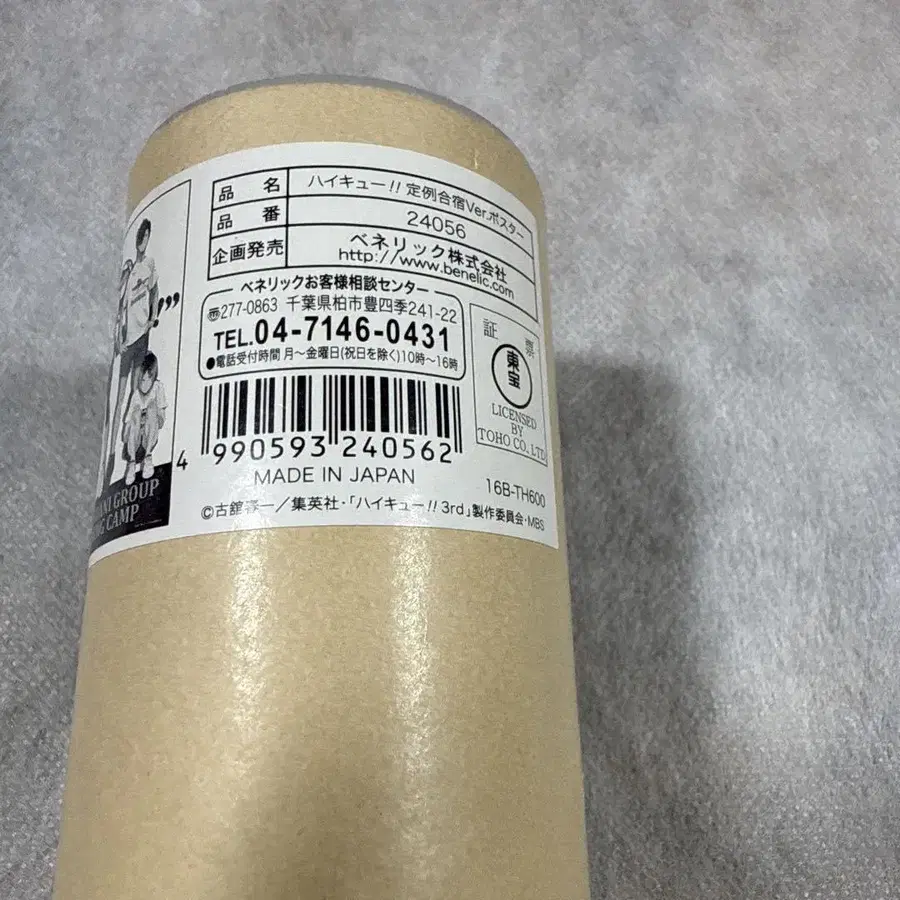 品 名 ハイキュー!! 定例合宿Ver.ポスター
品 番 24056
企画発売 ベネリック株式会社
http://www.benelic.com
ベネリックお客様相談センター
〠277-0863 千葉県柏市豊四季241-22
TEL.04-7146-0431
●電話受付時間 月〜金曜日(祝日を除く)10時〜16時
証 票
東宝
LICENSED
BY
TOHO CO., LTD
4 990593 240562
MADE IN JAPAN
16B-TH600
©古舘春一／集英社・「ハイキュー!! 3rd」製作委員会・MBS
GROUP
CAMP